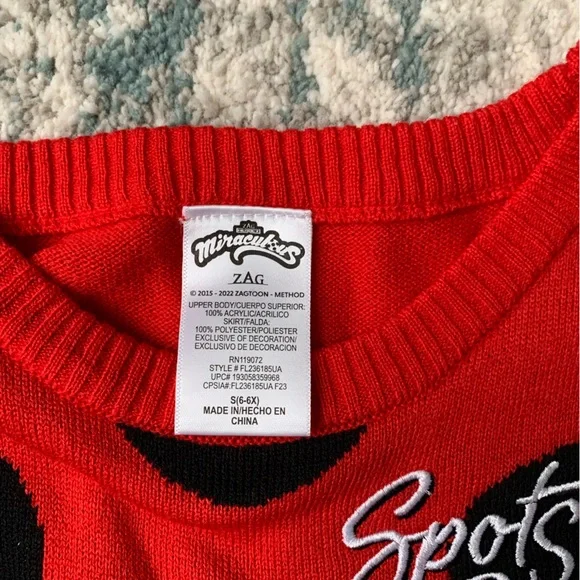 ZAG
Miraculous
ZAG
© 2015 - 2022 ZAGTOON - METHOD
UPPER BODY/CUERPO SUPERIOR:
100% ACRYLIC/ACRILICO
SKIRT/FALDA:
100% POLYESTER/POLIESTER
EXCLUSIVE OF DECORATION/
EXCLUSIVO DE DECORACION
RN119072
STYLE # FL236185UA
UPC# 193058359968
CPSIA# FL236185UA F23
S(6-6X)
MADE IN/HECHO EN
CHINA
Spots